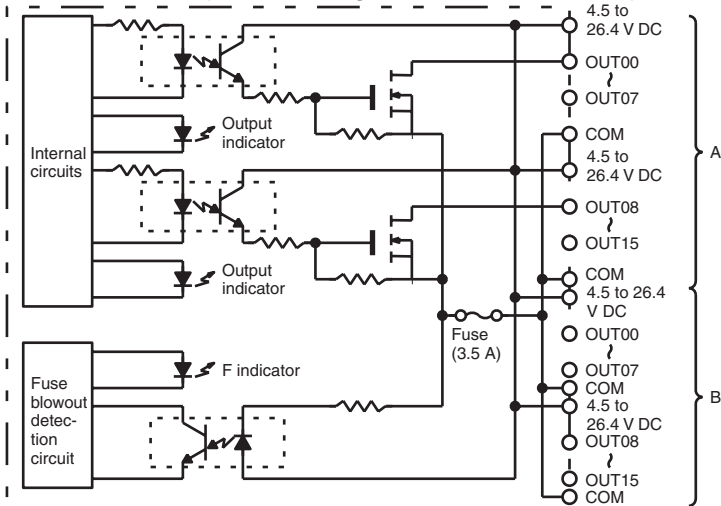 4.5 to
26.4 V DC
OUT00
OUT07
COM
4.5 to
26.4 V DC
A
OUT08
OUT15
COM
4.5 to 26.4
V DC
OUT00
OUT07
COM
4.5 to
26.4 V DC
B
OUT08
OUT15
COM
Internal
circuits
Output
indicator
Output
indicator
Fuse
(3.5 A)
F indicator
Fuse
blowout
detec-
tion
circuit